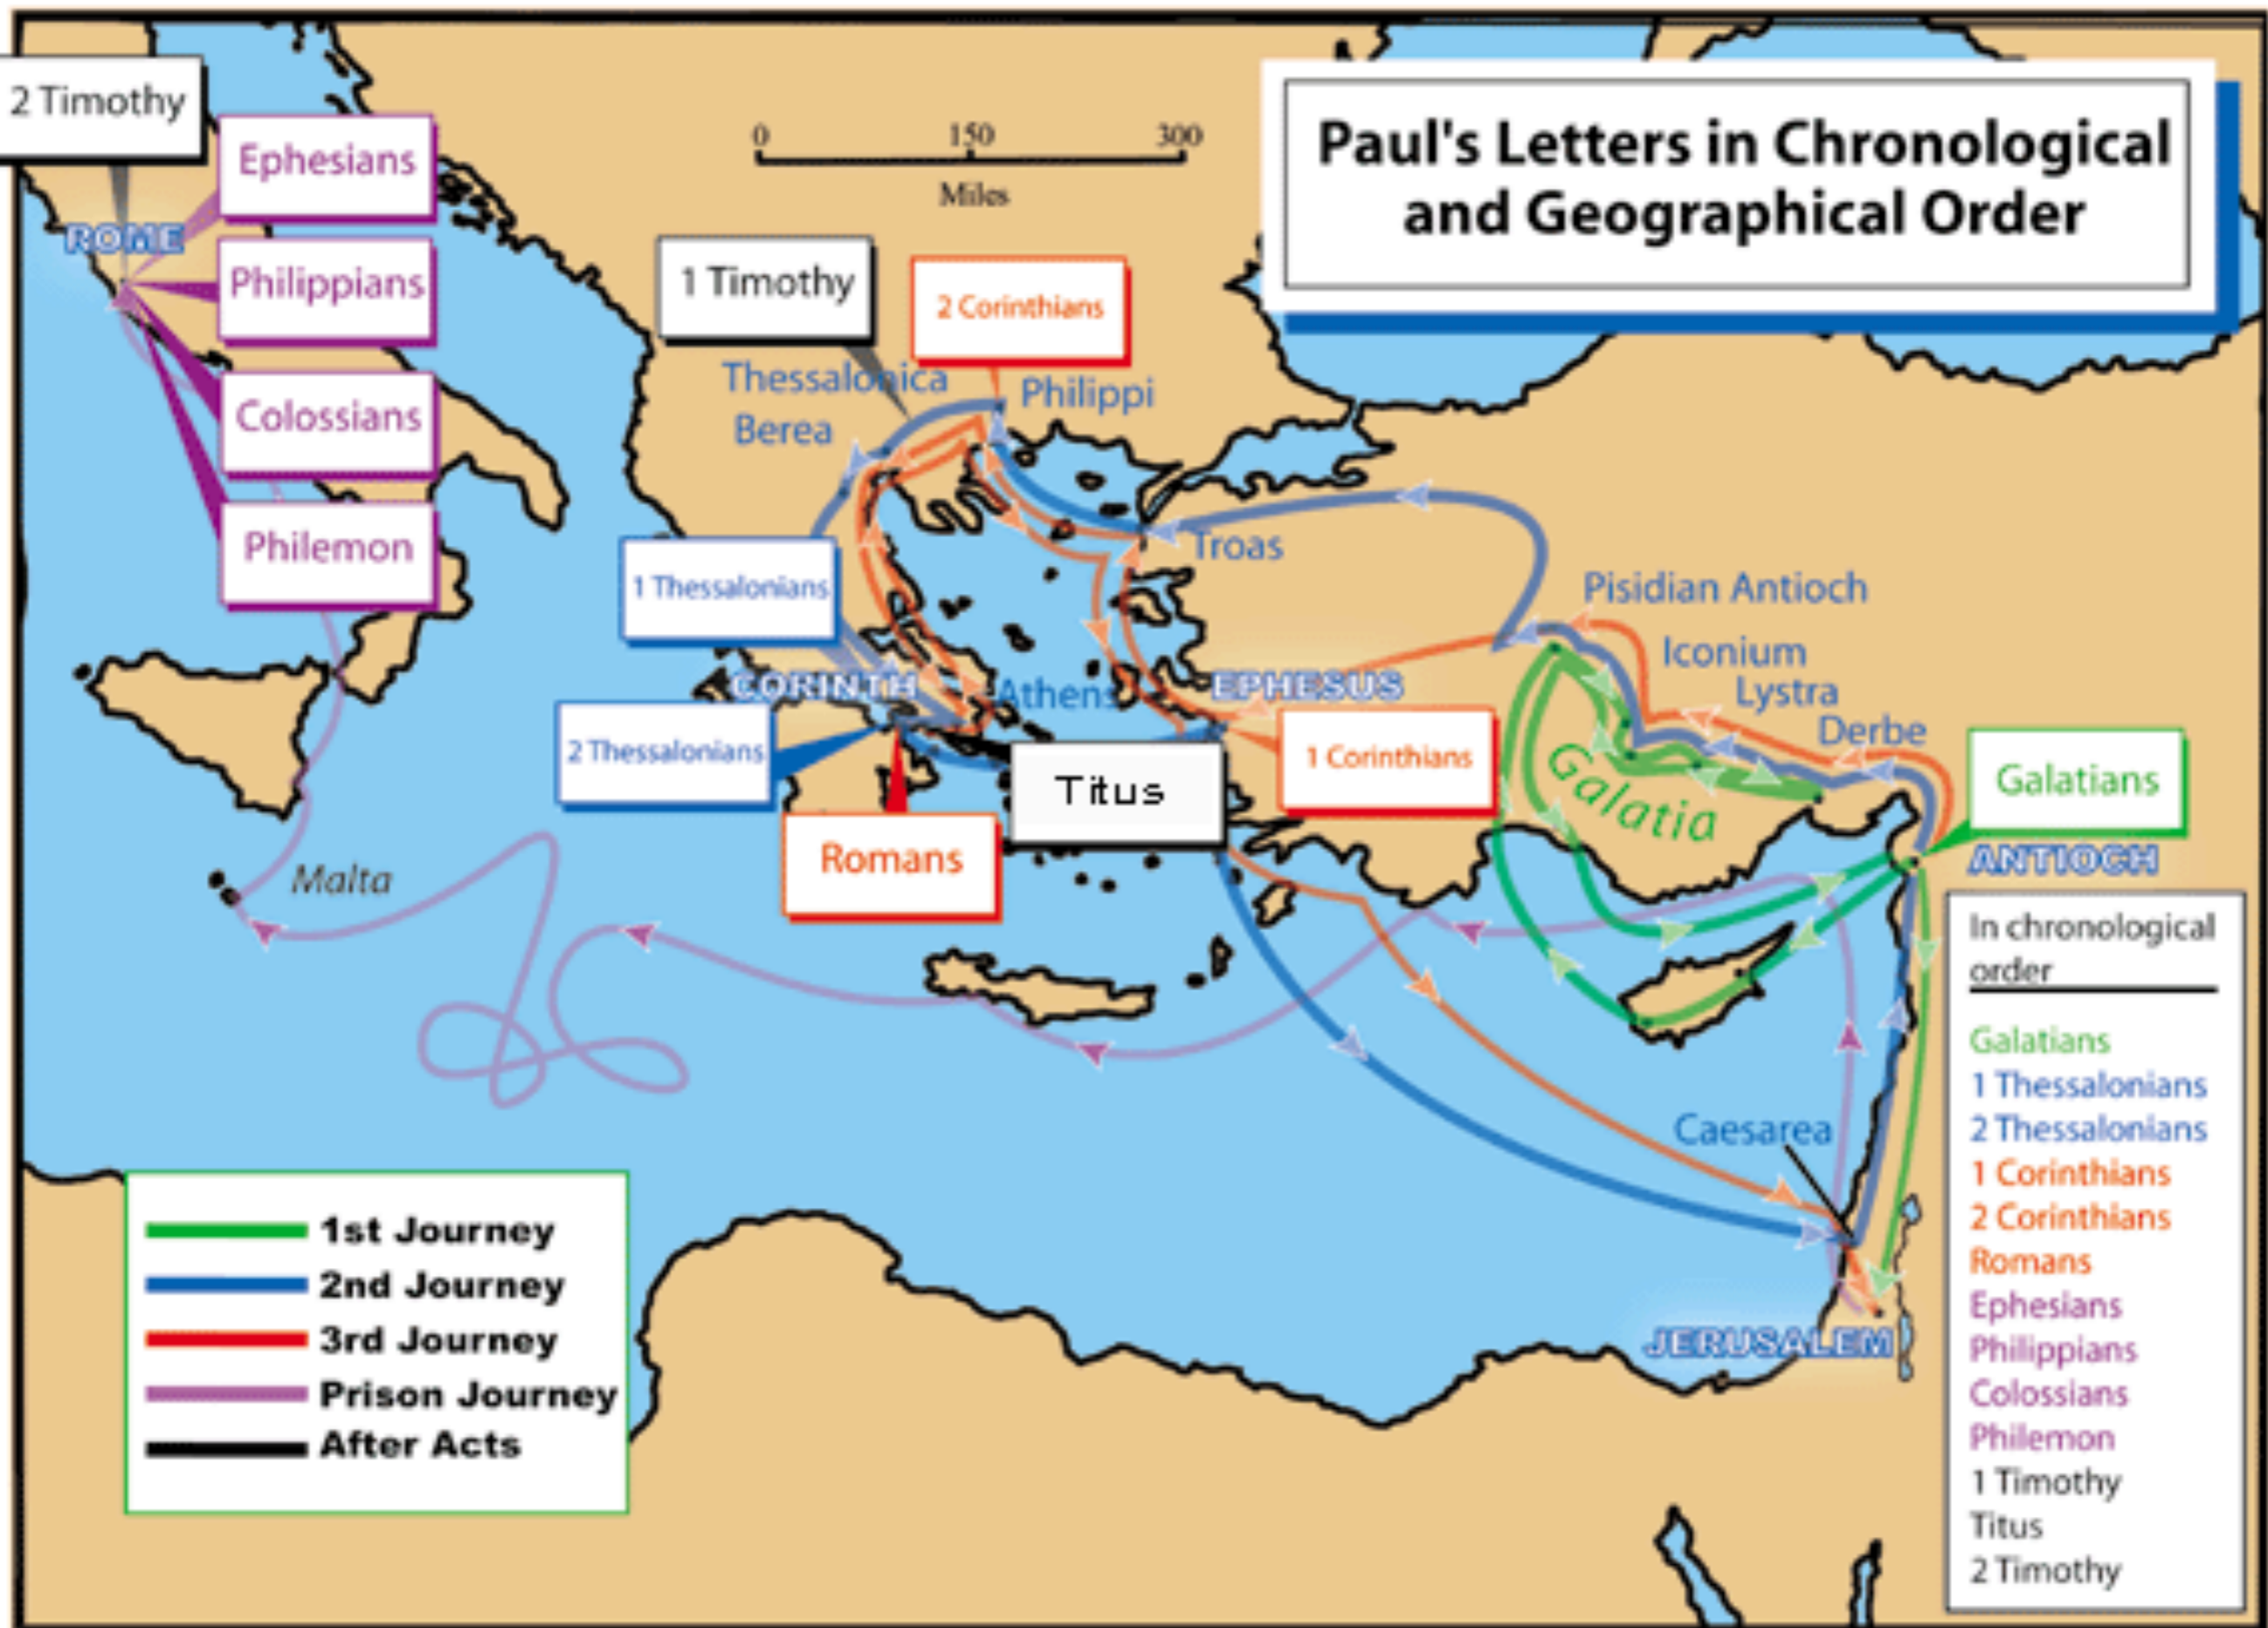 Paul's Letters in Chronological
and Geographical Order
0 150 300
Miles
2 Timothy
Ephesians
ROME
Philippians
Colossians
Philemon
1 Timothy
2 Corinthians
Thessalonica
Philippi
Berea
Troas
1 Thessalonians
Pisidian Antioch
Iconium
Lystra
Derbe
CORINTH
Athens
EPHESUS
2 Thessalonians
Titus
1 Corinthians
Galatia
Galatians
Romans
ANTIOCH
Malta
Caesarea
JERUSALEM
In chronological
order
Galatians
1 Thessalonians
2 Thessalonians
1 Corinthians
2 Corinthians
Romans
Ephesians
Philippians
Colossians
Philemon
1 Timothy
Titus
2 Timothy
1st Journey
2nd Journey
3rd Journey
Prison Journey
After Acts